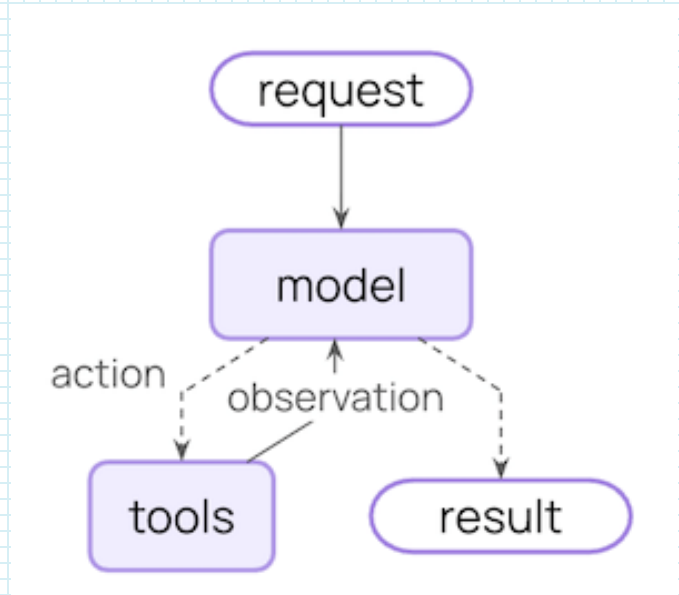 request
model
action
observation
tools
result